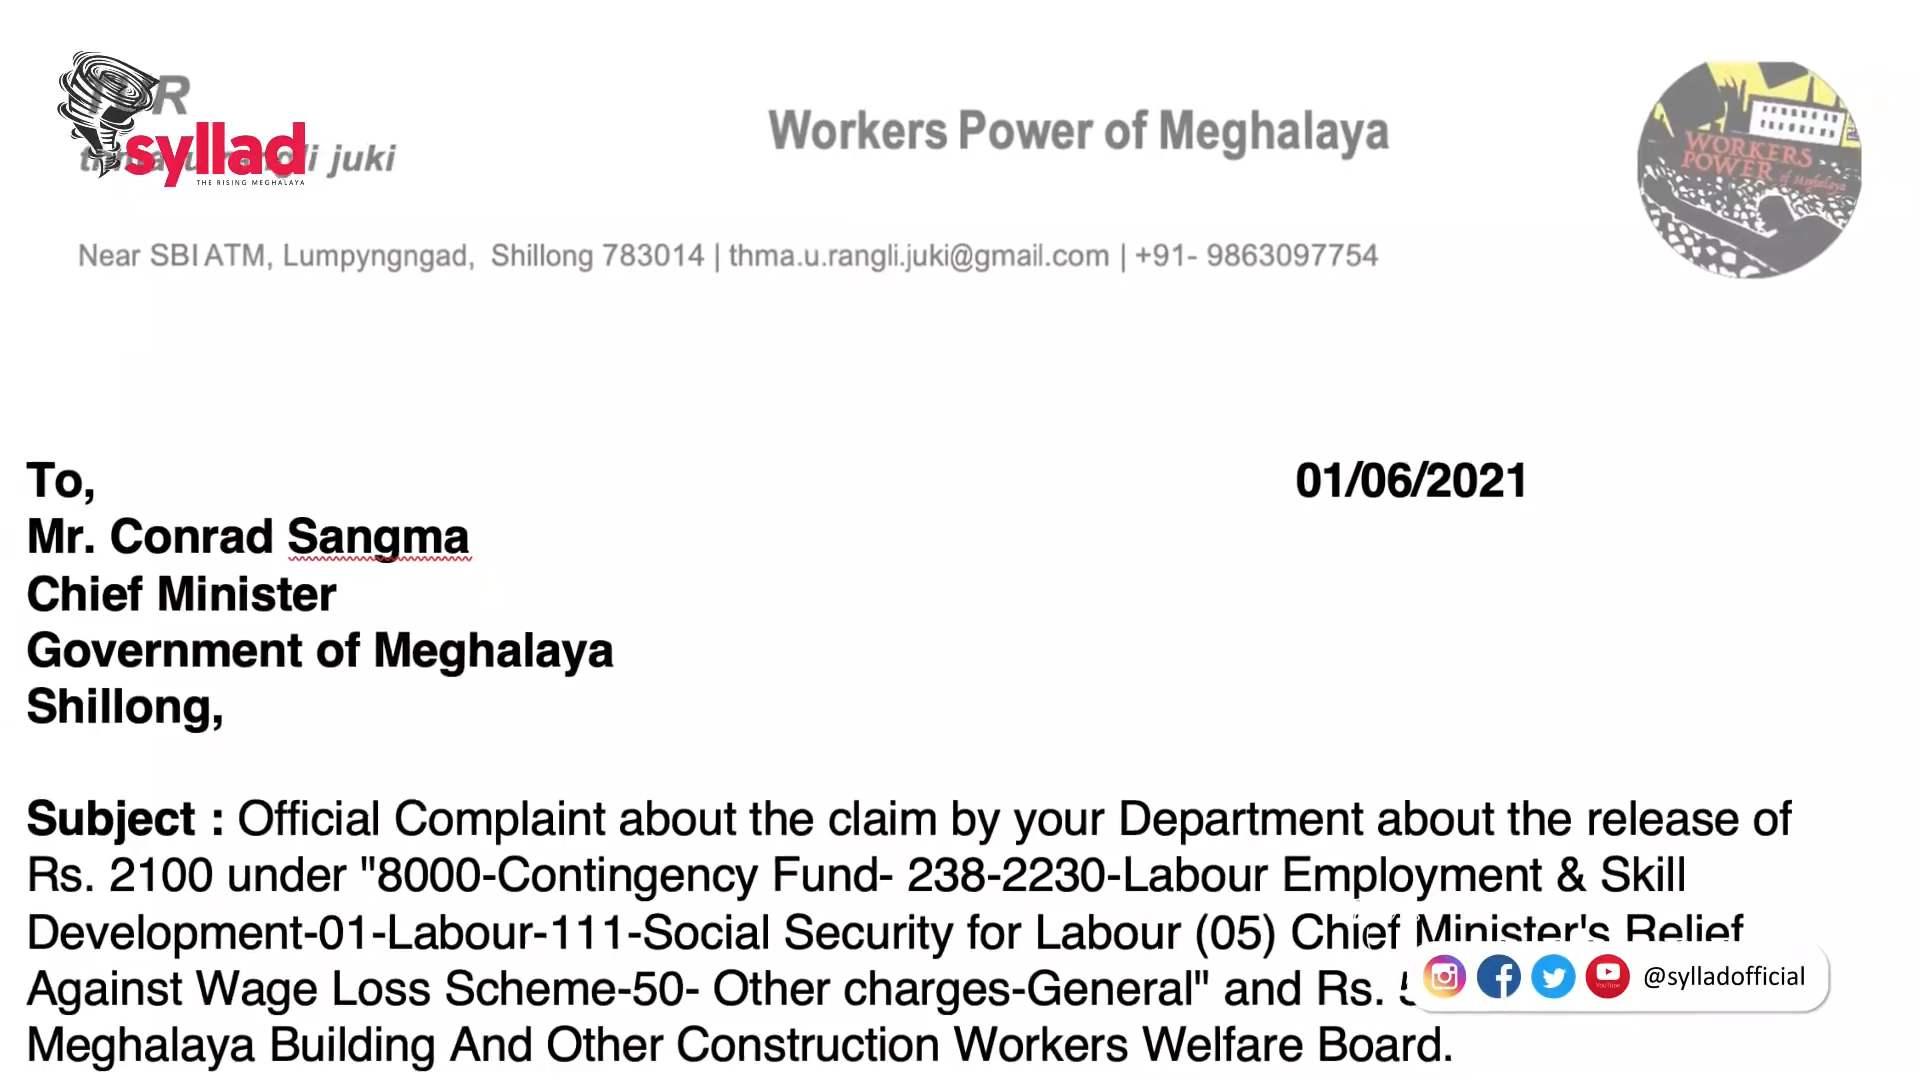 R
syllad
THE RISING MEGHALAYA
juki
Workers Power of Meghalaya
WORKERS
POWER
of Meghalaya
Near SBI ATM, Lumpyngngad, Shillong 783014 | thma.u.rangli.juki@gmail.com | +91- 9863097754
To,
01/06/2021
Mr. Conrad Sangma
Chief Minister
Government of Meghalaya
Shillong,
Subject : Official Complaint about the claim by your Department about the release of
Rs. 2100 under "8000-Contingency Fund- 238-2230-Labour Employment & Skill
Development-01-Labour-111-Social Security for Labour (05) Chief Minister's Relief
Against Wage Loss Scheme-50- Other charges-General" and Rs.
YouTube
@sylladofficial
Meghalaya Building And Other Construction Workers Welfare Board.